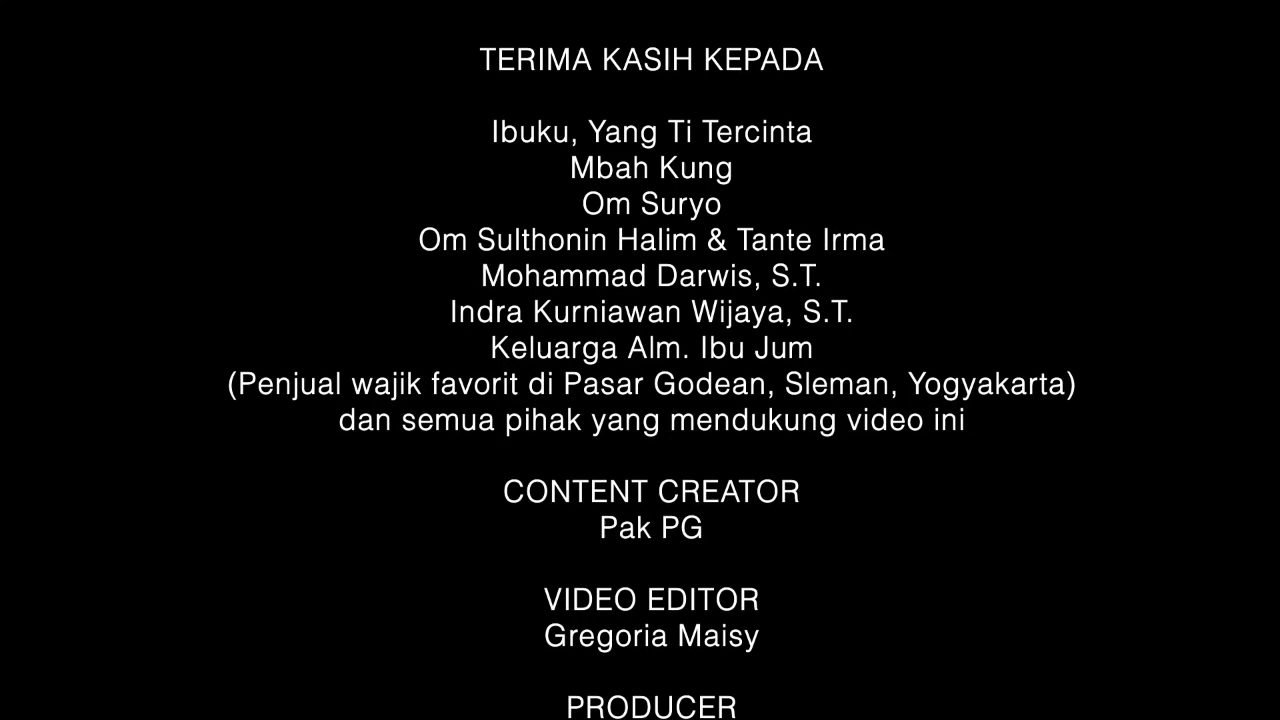 TERIMA KASIH KEPADA
Ibuku, Yang Ti Tercinta
Mbah Kung
Om Suryo
Om Sulthonin Halim & Tante Irma
Mohammad Darwis, S.T.
Indra Kurniawan Wijaya, S.T.
Keluarga Alm. Ibu Jum
(Penjual wajik favorit di Pasar Godean, Sleman, Yogyakarta)
dan semua pihak yang mendukung video ini
CONTENT CREATOR
Pak PG
VIDEO EDITOR
Gregoria Maisy
PRODUCER